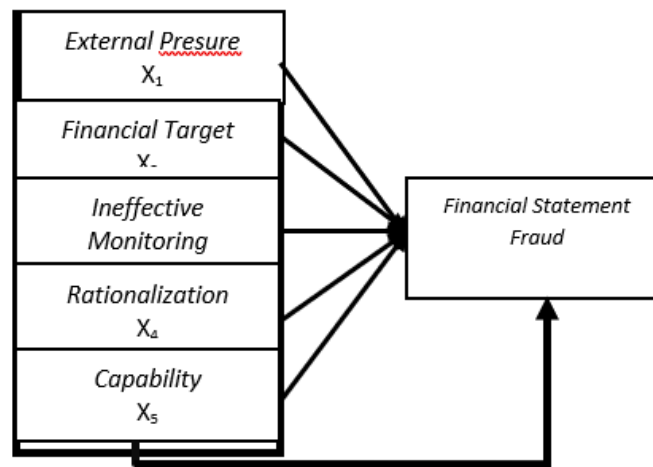 External Presure
X₁
Financial Target
Ineffective
Monitoring
Rationalization
X₄
Capability
X₅
Financial Statement
Fraud